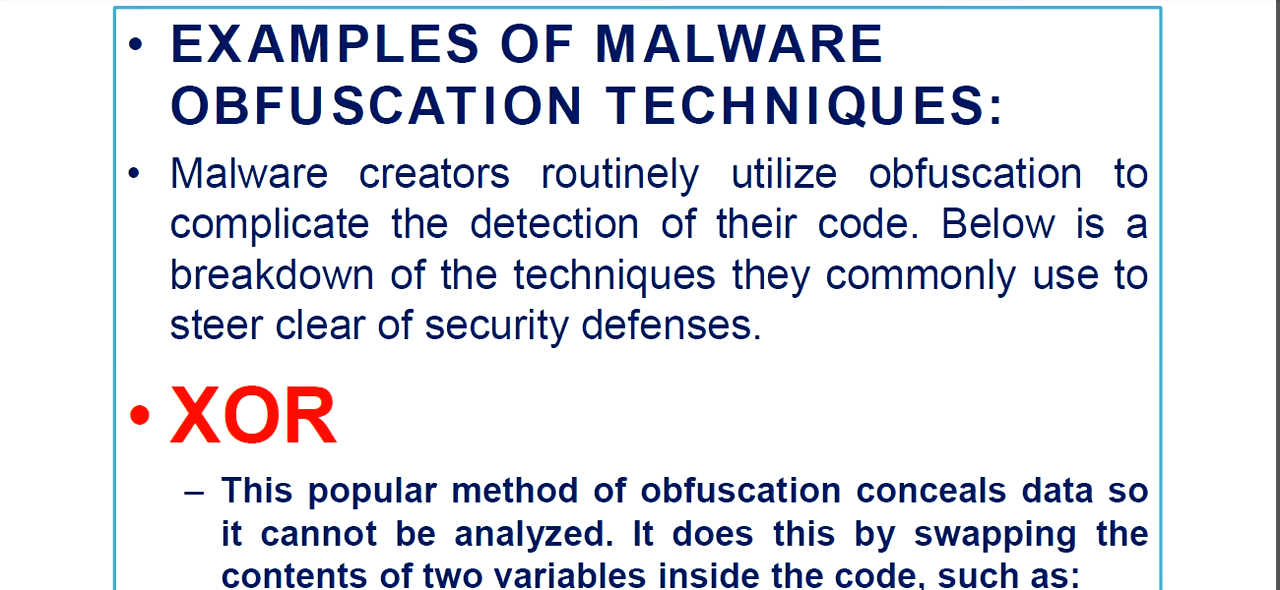 • EXAMPLES OF MALWARE
OBFUSCATION TECHNIQUES:
• Malware creators routinely utilize obfuscation to
complicate the detection of their code. Below is a
breakdown of the techniques they commonly use to
steer clear of security defenses.
• XOR
– This popular method of obfuscation conceals data so
it cannot be analyzed. It does this by swapping the
contents of two variables inside the code, such as: